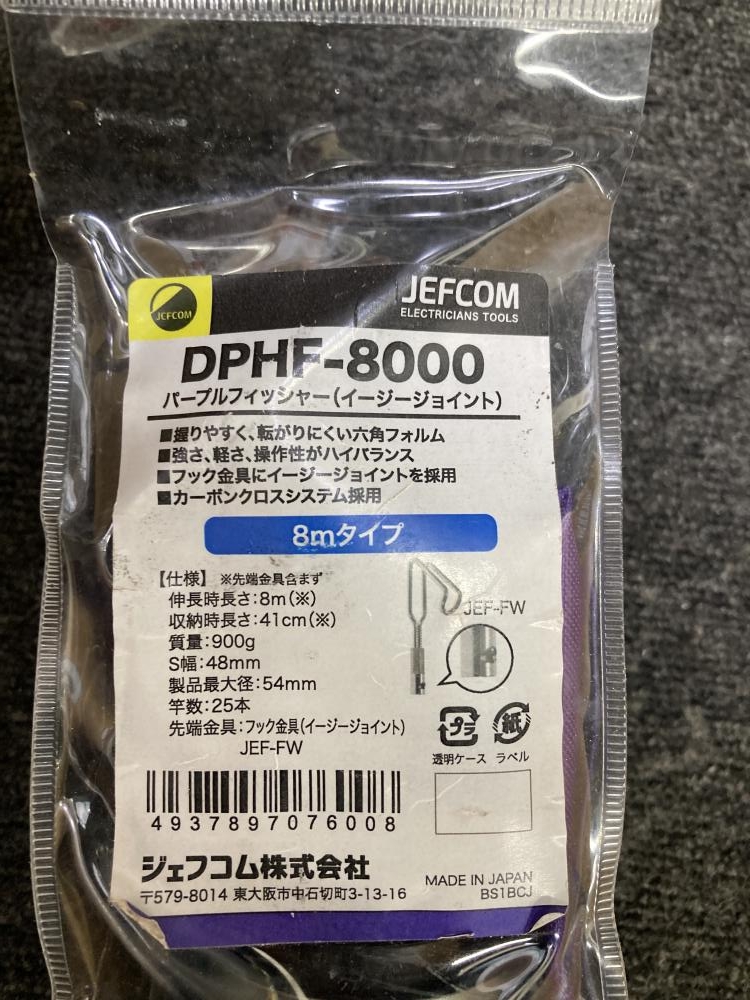 JEFCOM
JEFCOM
ELECTRICIANS TOOLS
DPHF-8000
パープルフィッシャー(イージージョイント)
■握りやすく、転がりにくい六角フォルム
■強さ、軽さ、操作性がハイバランス
■フック金具にイージージョイントを採用
■カーボンクロスシステム採用
8mタイプ
【仕様】 ※先端金具含まず
伸長時長さ:8m(※)
収納時長さ:41cm(※)
質量:900g
S幅:48mm
製品最大径:54mm
竿数:25本
先端金具:フック金具(イージージョイント)
JEF-FW
JEF-FW
プラ
紙
透明ケース ラベル
4937897076008
ジェフコム株式会社
〒579-8014 東大阪市中石切町3-13-16
MADE IN JAPAN
BS1BCJ